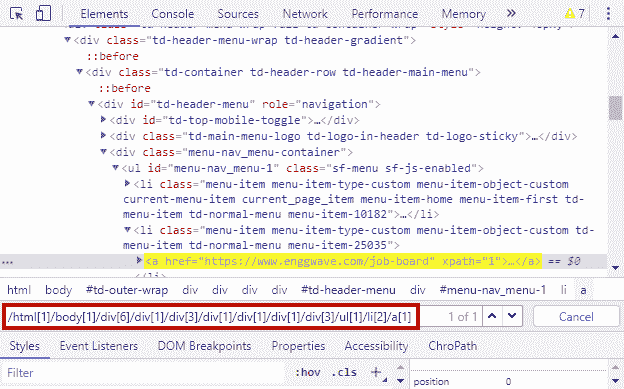 Elements Console Sources Network Performance Memory » 7
<div class="td-header-menu-wrap td-header-gradient">
::before
<div class="td-container td-header-row td-header-main-menu">
::before
<div id="td-header-menu" role="navigation">
<div id="td-top-mobile-toggle">…</div>
<div class="td-main-menu-logo td-logo-in-header td-logo-sticky">…</div>
<div class="menu-nav_menu-container">
<ul id="menu-nav_menu-1" class="sf-menu sf-js-enabled">
<li class="menu-item menu-item-type-custom menu-item-object-custom
current-menu-item current_page_item menu-item-home menu-item-first td-
menu-item td-normal-menu menu-item-10182">…</li>
<li class="menu-item menu-item-type-custom menu-item-object-custom td-
menu-item td-normal-menu menu-item-25035">
… <a href="https://www.enggwave.com/job-board" xpath="1">…</a> == $0
</li>
html body #td-outer-wrap div div #td-header-menu div #menu-nav_menu-1 li a
/html[1]/body[1]/div[6]/div[1]/div[3]/div[1]/div[1]/div[1]/div[3]/ul[1]/li[2]/a[1] 1 of 1 Cancel
Styles Event Listeners DOM Breakpoints Properties Accessibility ChroPath
:hov .cls +
position 0